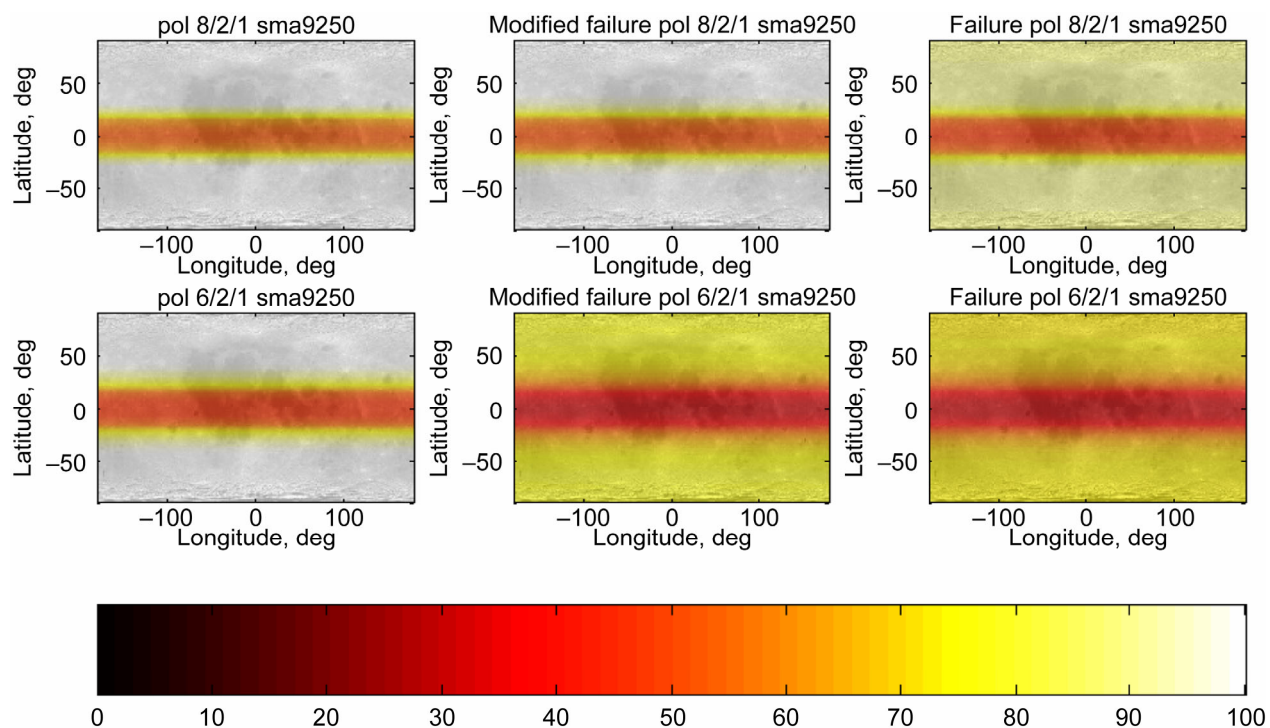 pol 8/2/1 sma9250
Modified failure pol 8/2/1 sma9250
Failure pol 8/2/1 sma9250
Latitude, deg
50
0
–50
–100 0 100
Longitude, deg
Latitude, deg
50
0
–50
–100 0 100
Longitude, deg
Latitude, deg
50
0
–50
–100 0 100
Longitude, deg
pol 6/2/1 sma9250
Modified failure pol 6/2/1 sma9250
Failure pol 6/2/1 sma9250
Latitude, deg
50
0
–50
–100 0 100
Longitude, deg
Latitude, deg
50
0
–50
–100 0 100
Longitude, deg
Latitude, deg
50
0
–50
–100 0 100
Longitude, deg
0 10 20 30 40 50 60 70 80 90 100